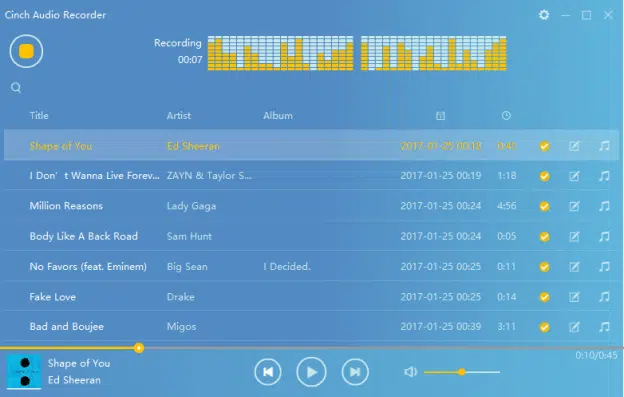 Cinch Audio Recorder
Recording
00:07
Title Artist Album
Shape of You Ed Sheeran 2017-01-25 00:18
I Don't Wanna Live Forev... ZAYN & Taylor S... 2017-01-25 00:19 1:18
Million Reasons Lady Gaga 2017-01-25 00:24 4:56
Body Like A Back Road Sam Hunt 2017-01-25 00:24 0:05
No Favors (feat. Eminem) Big Sean I Decided. 2017-01-25 00:25 0:11
Fake Love Drake 2017-01-25 00:25 0:14
Bad and Boujee Migos 2017-01-25 00:39 3:11
0:10/0:45
Shape of You
Ed Sheeran